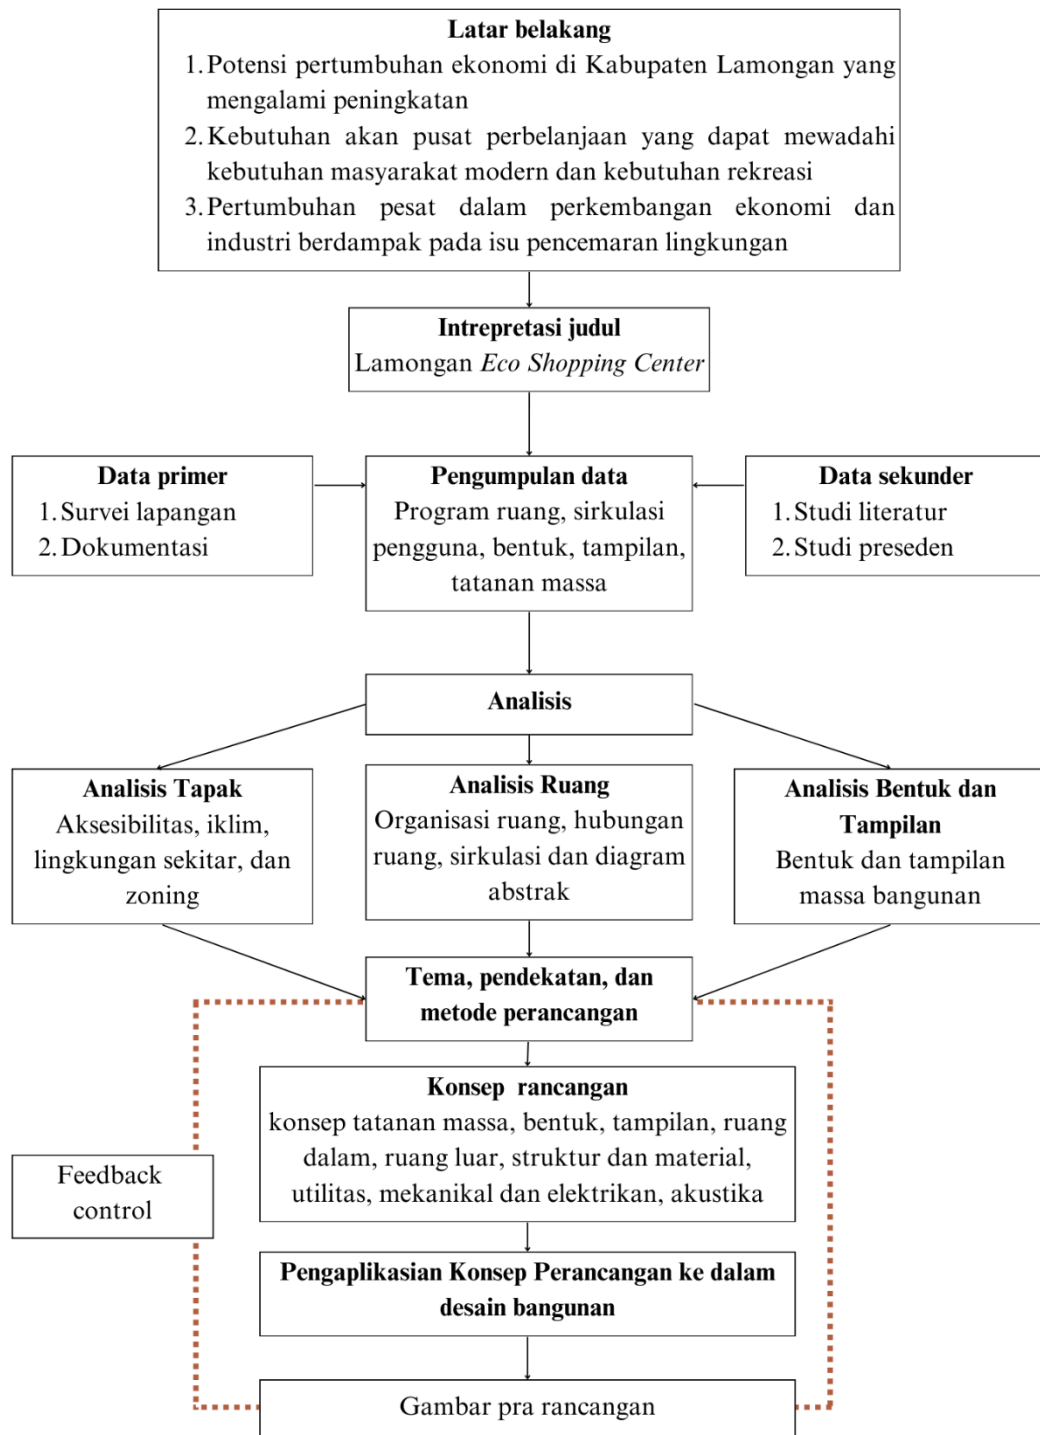 Latar belakang
1. Potensi pertumbuhan ekonomi di Kabupaten Lamongan yang
mengalami peningkatan
2. Kebutuhan akan pusat perbelanjaan yang dapat mewadahi
kebutuhan masyarakat modern dan kebutuhan rekreasi
3. Pertumbuhan pesat dalam perkembangan ekonomi dan
industri berdampak pada isu pencemaran lingkungan
Intrepretasi judul
Lamongan Eco Shopping Center
Data primer
1. Survei lapangan
2. Dokumentasi
Pengumpulan data
Program ruang, sirkulasi
pengguna, bentuk, tampilan,
tatanan massa
Data sekunder
1. Studi literatur
2. Studi preseden
Analisis
Analisis Tapak
Aksesibilitas, iklim,
lingkungan sekitar, dan
zoning
Analisis Ruang
Organisasi ruang, hubungan
ruang, sirkulasi dan diagram
abstrak
Analisis Bentuk dan
Tampilan
Bentuk dan tampilan
massa bangunan
Tema, pendekatan, dan
metode perancangan
Konsep rancangan
konsep tatanan massa, bentuk, tampilan, ruang
dalam, ruang luar, struktur dan material,
utilitas, mekanikal dan elektrikan, akustika
Feedback
control
Pengaplikasian Konsep Perancangan ke dalam
desain bangunan
Gambar pra rancangan